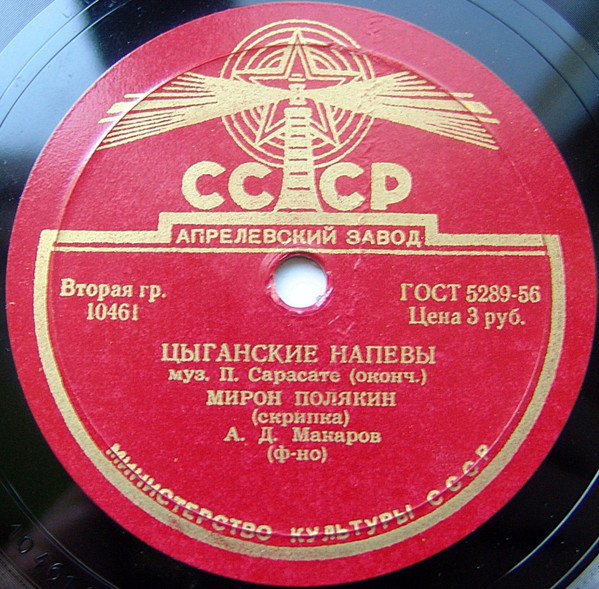 СССР
АПРЕЛЕВСКИЙ ЗАВОД
Вторая гр.
10461
ГОСТ 5289-56
Цена 3 руб.
ЦЫГАНСКИЕ НАПЕВЫ
муз. П. Сарасате (оконч.)
МИРОН ПОЛЯКИН
(скрипка)
А. Д. Макаров
(ф-но)
МИНИСТЕРСТВО КУЛЬТУРЫ СССР